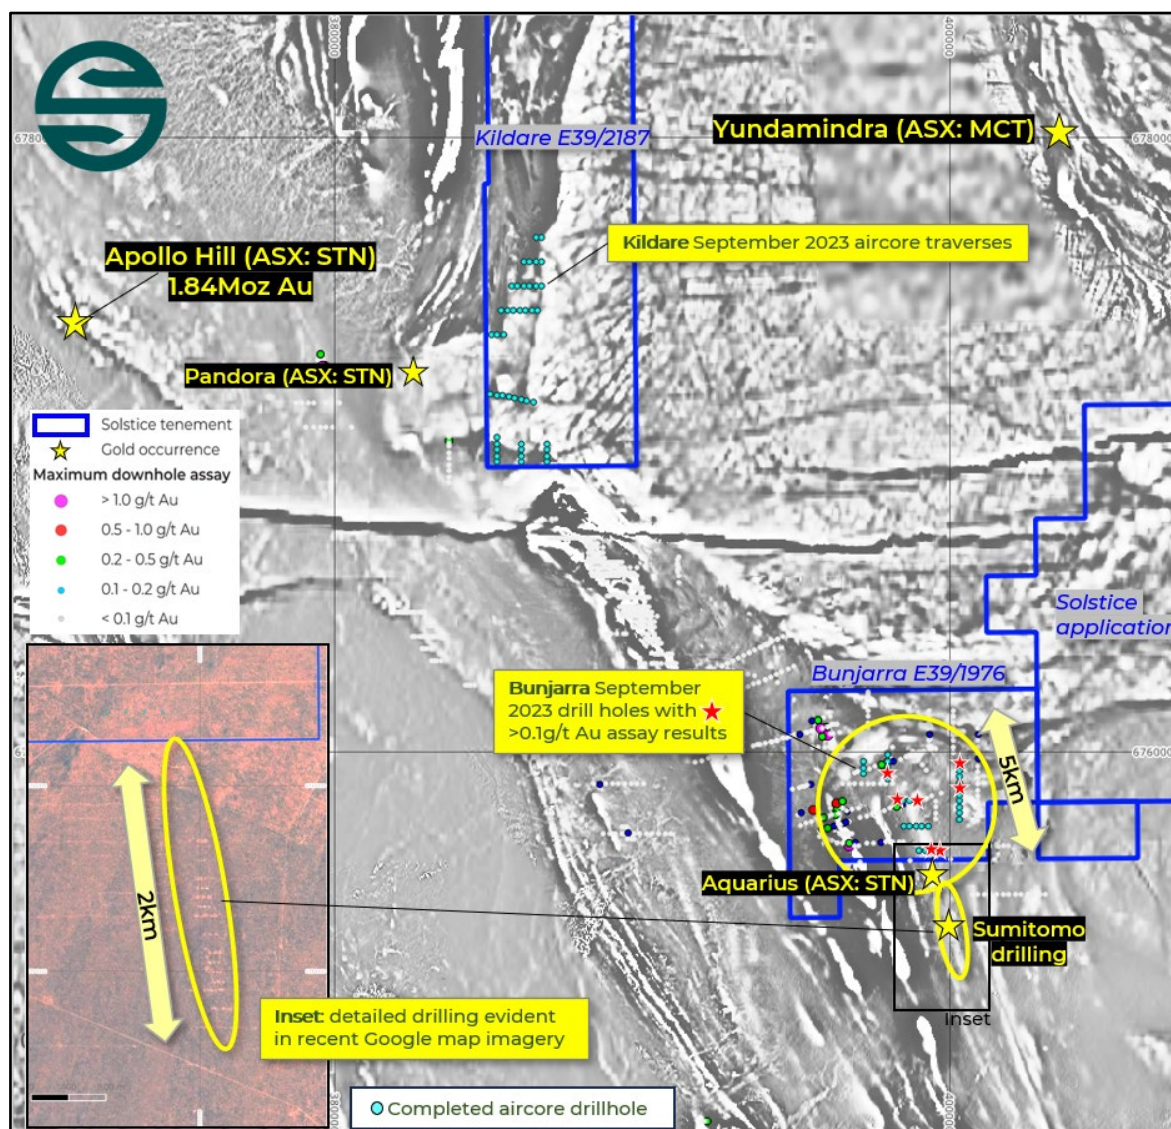 380000
400000
678000
678000
Kildare E39/2187
Yundamindra (ASX: MCT)
Kildare September 2023 aircore traverses
Apollo Hill (ASX: STN)
1.84Moz Au
Pandora (ASX: STN)
Solstice tenement
Gold occurrence
Maximum downhole assay
> 1.0 g/t Au
0.5 - 1.0 g/t Au
0.2 - 0.5 g/t Au
0.1 - 0.2 g/t Au
< 0.1 g/t Au
Solstice
application
Bunjarra E39/1976
Bunjarra September
2023 drill holes with
>0.1g/t Au assay results
676000
5km
Aquarius (ASX: STN)
Sumitomo
drilling
Inset
2km
Inset: detailed drilling evident
in recent Google map imagery
Completed aircore drillhole